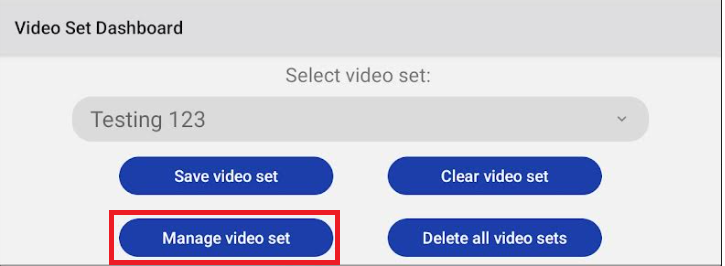 Video Set Dashboard
Select video set:
Testing 123
Save video set
Clear video set
Manage video set
Delete all video sets